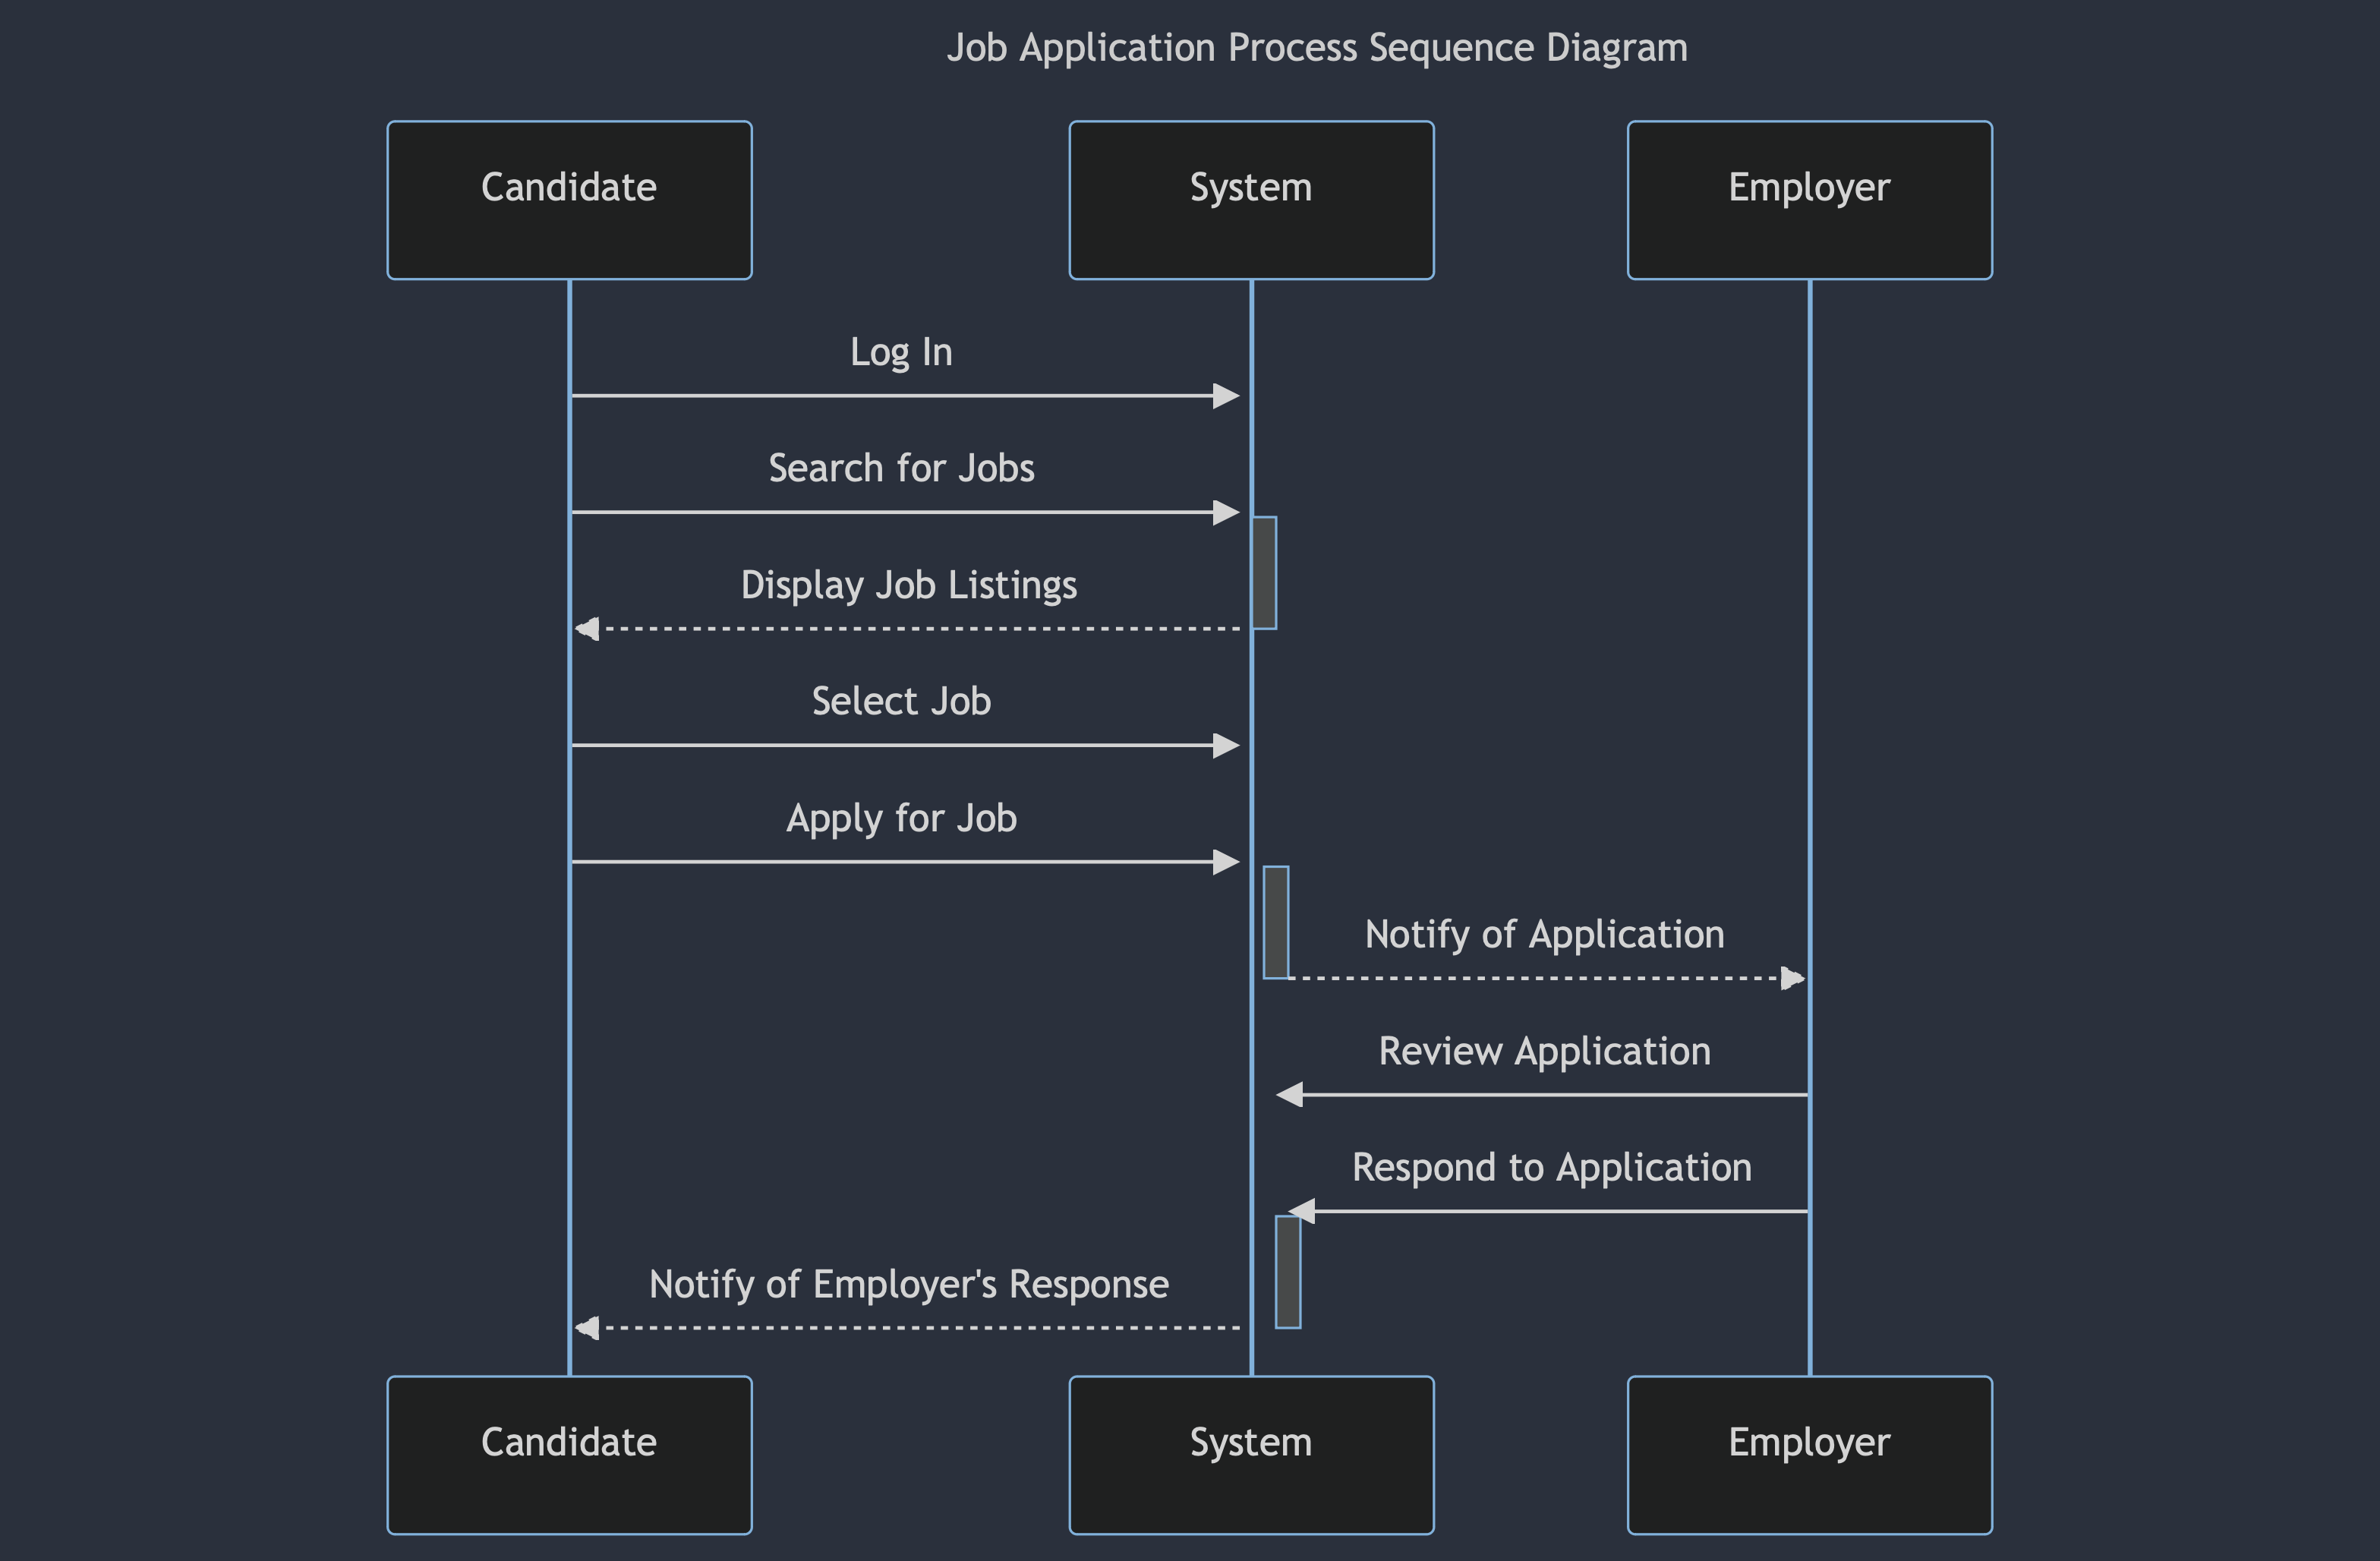 Job Application Process Sequence Diagram
Candidate
System
Employer
Log In
Search for Jobs
Display Job Listings
Select Job
Apply for Job
Notify of Application
Review Application
Respond to Application
Notify of Employer's Response
Candidate
System
Employer